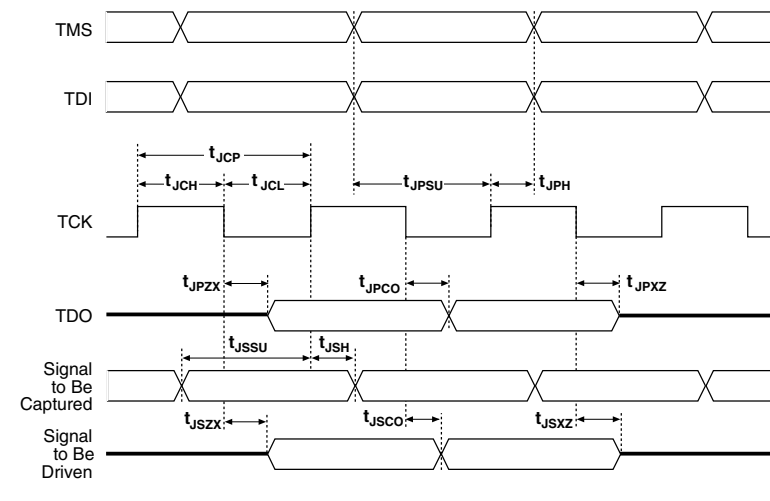 TMS
TDI
tJCP
tJCH
tJCL
tJPSU
tJPH
TCK
tJPZX
tJPCO
tJPXZ
TDO
tJSSU
tJSH
Signal
to Be
Captured
tJSZX
tJSCO
tJSXZ
Signal
to Be
Driven